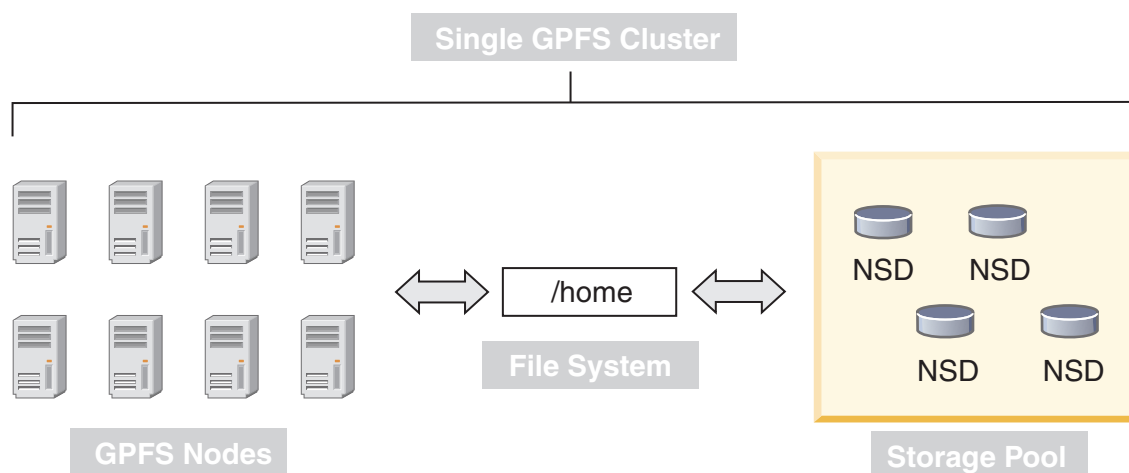 Single GPFS Cluster
NSD
NSD
/home
NSD
NSD
File System
GPFS Nodes
Storage Pool